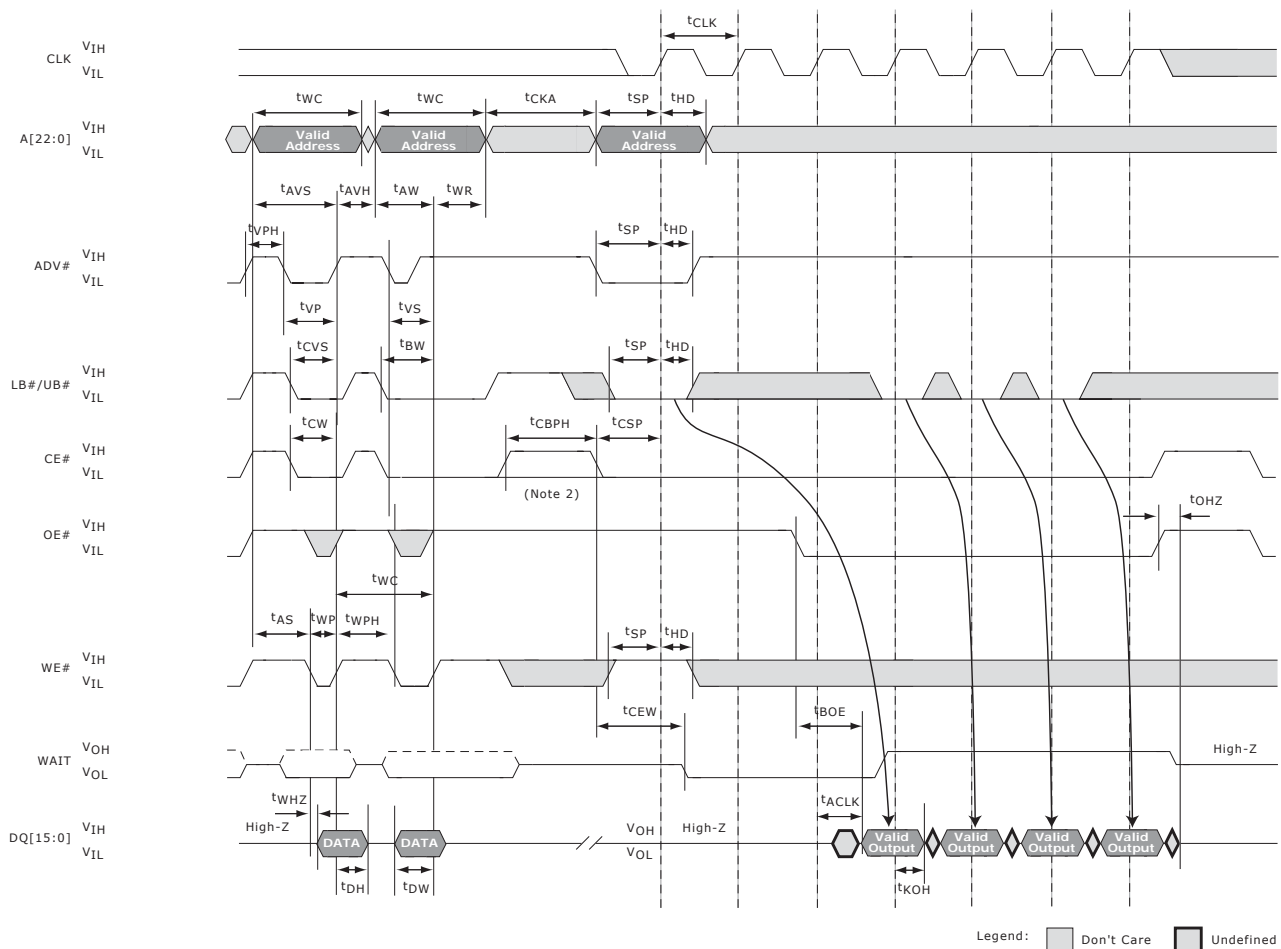 tCLK
CLK VIH
VIL
tWC tWC tCKA tSP tHD
A[22:0] VIH
VIL
Valid Address Valid Address Valid Address
tAVS tAVH tAW tWR
tVPH tSP tHD
ADV# VIH
VIL
tVP tVS
tCVS tBW tSP tHD
LB#/UB# VIH
VIL
tCW tCBPH tCSP
CE# VIH
VIL
(Note 2)
tOHZ
OE# VIH
VIL
tWC
tAS tWP tWPH tSP tHD
WE# VIH
VIL
tCEW tBOE
WAIT VOH
VOL
High-Z
tWHZ tACLK
DQ[15:0] VIH
VIL
High-Z DATA DATA VOH
VOL
High-Z Valid Output Valid Output Valid Output Valid Output
tDH tDW tKOH
Legend: Don't Care Undefined